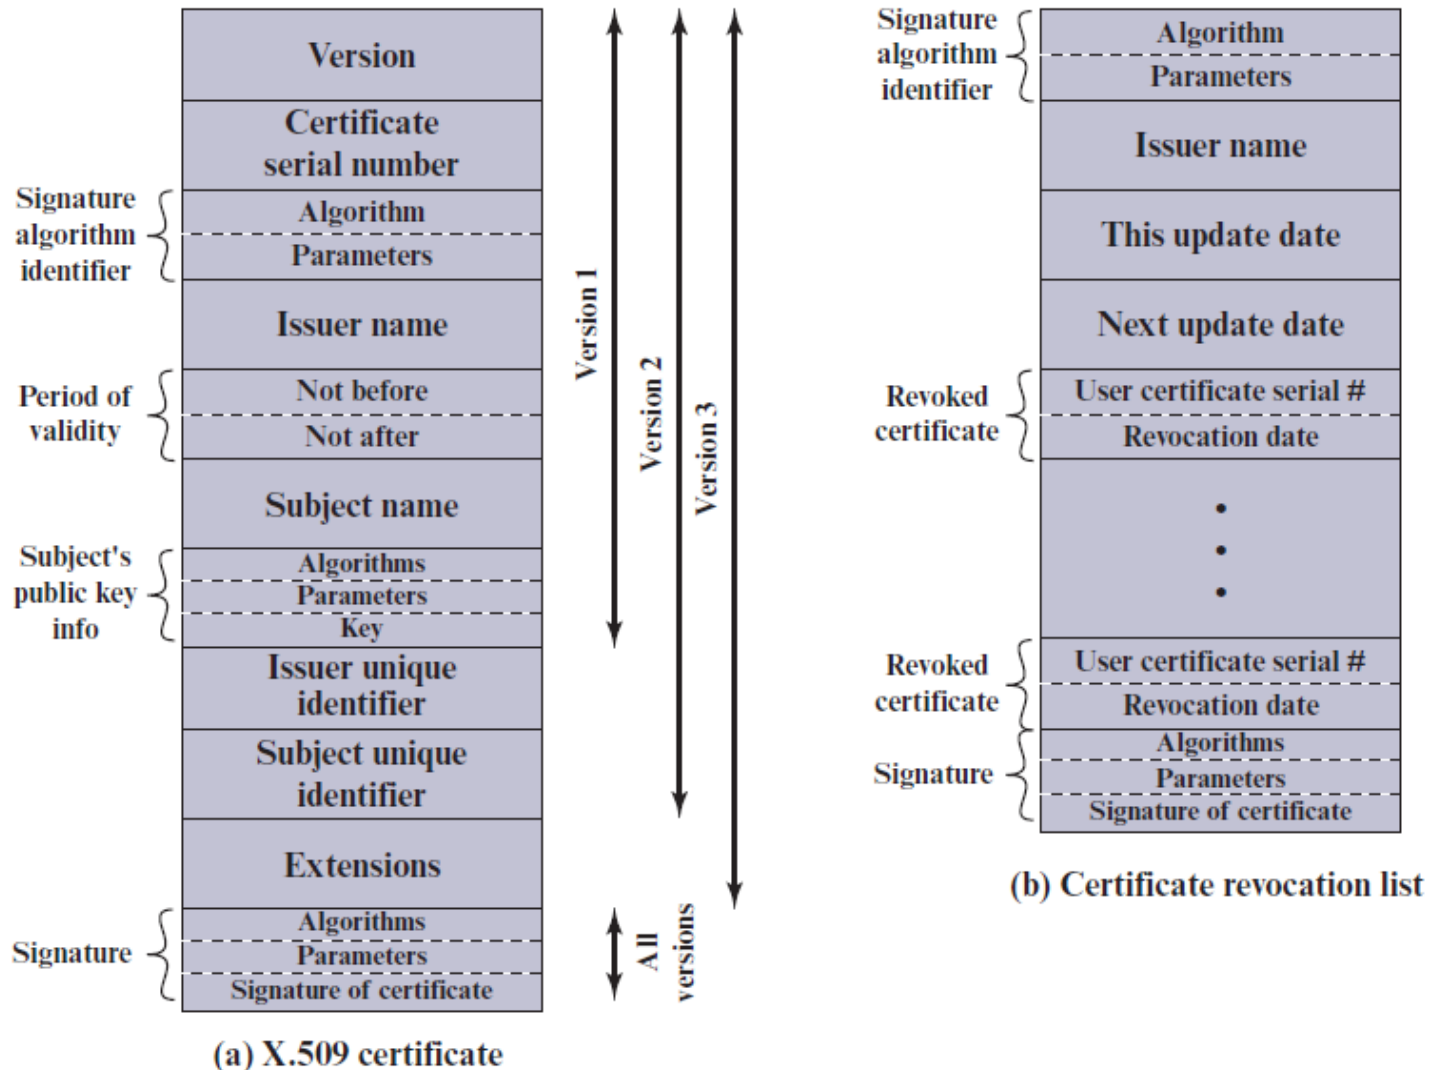 Version
Certificate
serial number
Signature
algorithm
identifier
Algorithm
Parameters
Issuer name
Period of
validity
Not before
Not after
Subject name
Subject's
public key
info
Algorithms
Parameters
Key
Issuer unique
identifier
Subject unique
identifier
Extensions
Signature
Algorithms
Parameters
Signature of certificate
Version 1
Version 2
Version 3
All
versions
(a) X.509 certificate
Signature
algorithm
identifier
Algorithm
Parameters
Issuer name
This update date
Next update date
Revoked
certificate
User certificate serial #
Revocation date
Revoked
certificate
User certificate serial #
Revocation date
Signature
Algorithms
Parameters
Signature of certificate
(b) Certificate revocation list